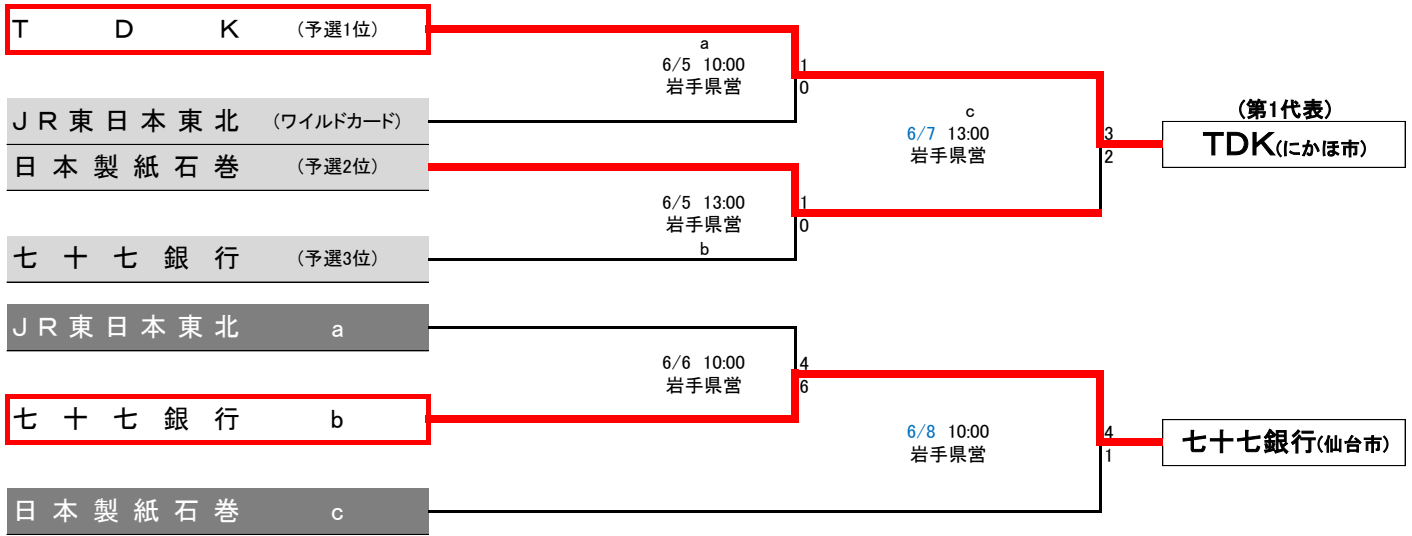 T D K (予選1位)
a
6/5 10:00
岩手県営
1
0
JR東日本東北 (ワイルドカード)
日本製紙石巻 (予選2位)
c
6/7 13:00
岩手県営
3
2
(第1代表)
TDK(にかほ市)
6/5 13:00
岩手県営
b
1
0
七十七銀行 (予選3位)
JR東日本東北 a
6/6 10:00
岩手県営
4
6
七十七銀行 b
6/8 10:00
岩手県営
4
1
七十七銀行(仙台市)
日本製紙石巻 c